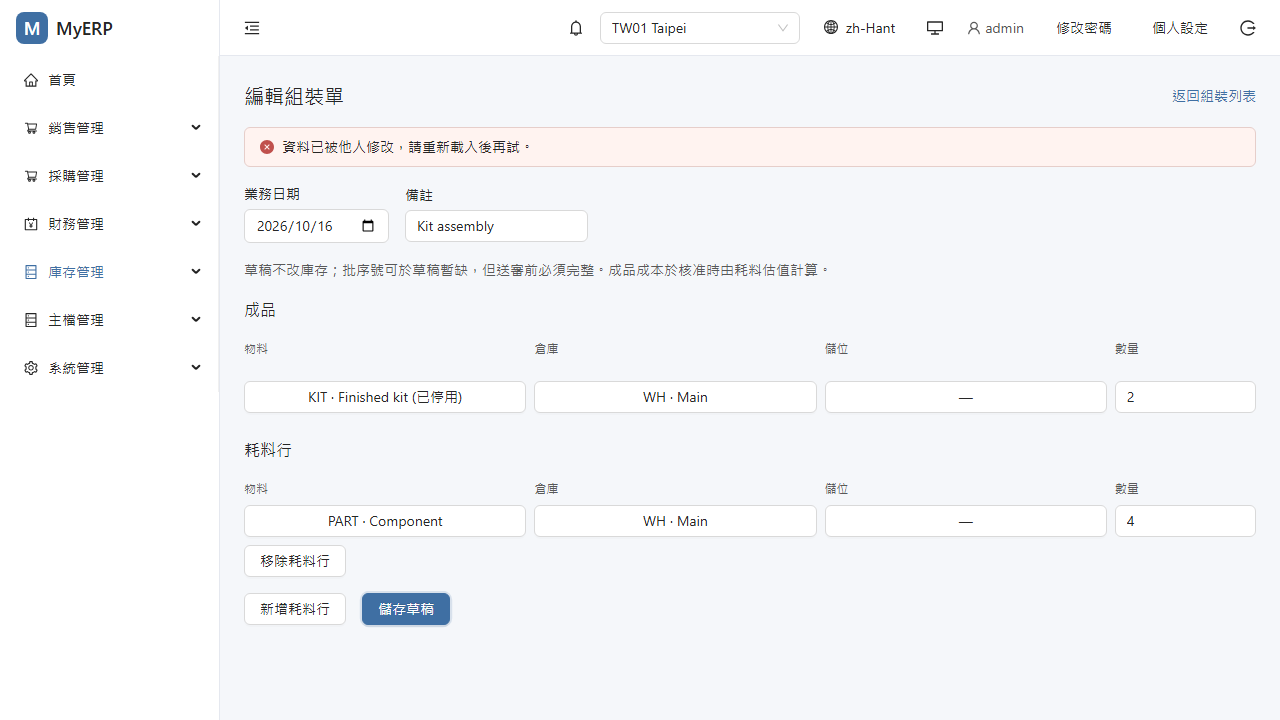 M MyERP
TW01 Taipei
zh-Hant
admin
修改密碼
個人設定
首頁
銷售管理
採購管理
財務管理
庫存管理
主檔管理
系統管理
編輯組裝單
返回組裝列表
資料已被他人修改，請重新載入後再試。
業務日期
備註
2026/10/16
Kit assembly
草稿不改庫存；批序號可於草稿暫缺，但送審前必須完整。成品成本於核准時由耗料估值計算。
成品
物料 倉庫 儲位 數量
KIT · Finished kit (已停用) WH · Main — 2
耗料行
物料 倉庫 儲位 數量
PART · Component WH · Main — 4
移除耗料行
新增耗料行 儲存草稿